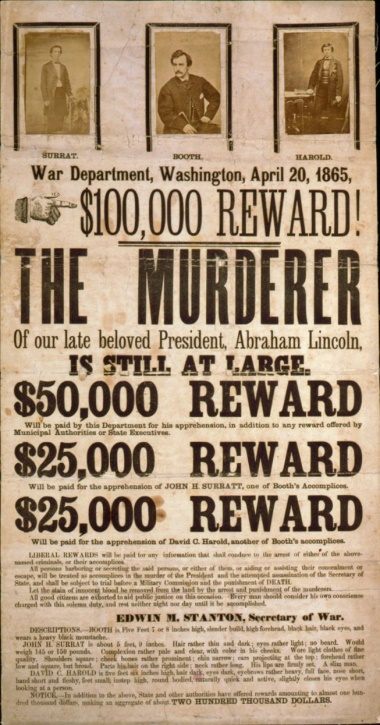 SURRAT. BOOTH. HAROLD.
War Department, Washington, April 20, 1865,
$100,000 REWARD!
THE MURDERER
Of our late beloved President, Abraham Lincoln,
IS STILL AT LARGE.
$50,000 REWARD
Will be paid by this Department for his apprehension, in addition to any reward offered by
Municipal Authorities or State Executives.
$25,000 REWARD
Will be paid for the apprehension of JOHN H. SURRATT, one of Booth's Accomplices.
$25,000 REWARD
Will be paid for the apprehension of David C. Harold, another of Booth's accomplices.
LIBERAL REWARDS will be paid for any information that shall conduce to the arrest of either of the above-
named criminals, or their accomplices.
All persons harboring or secreting the said persons, or either of them, or aiding or assisting their concealment or
escape, will be treated as accomplices in the murder of the President and the attempted assassination of the Secretary of
State, and shall be subject to trial before a Military Commission and the punishment of DEATH.
Let the stain of innocent blood be removed from the land by the arrest and punishment of the murderers.
All good citizens are exhorted to aid public justice on this occasion. Every man should consider his own conscience
charged with this solemn duty, and rest neither night nor day until it be accomplished.
EDWIN M. STANTON, Secretary of War.
DESCRIPTIONS.—BOOTH is Five Feet 7 or 8 inches high, slender build, high forehead, black hair, black eyes, and
wears a heavy black moustache.
JOHN H. SURRAT is about 5 feet, 9 inches. Hair rather thin and dark; eyes rather light; no beard. Would
weigh 145 or 150 pounds. Complexion rather pale and clear, with color in his cheeks. Wore light clothes of fine
quality. Shoulders square; cheek bones rather prominent; chin narrow; ears projecting at the top; forehead rather
low and square, but broad. Parts his hair on the right side; neck rather long. His lips are firmly set. A slim man.
DAVID C. HAROLD is five feet six inches high, hair dark, eyes dark, eyebrows rather heavy, full face, nose short,
hand short and fleshy, feet small, instep high, round bodied, naturally quick and active, slightly closes his eyes when
looking at a person.
NOTICE.—In addition to the above, State and other authorities have offered rewards amounting to almost one hun-
dred thousand dollars, making an aggregate of about TWO HUNDRED THOUSAND DOLLARS.